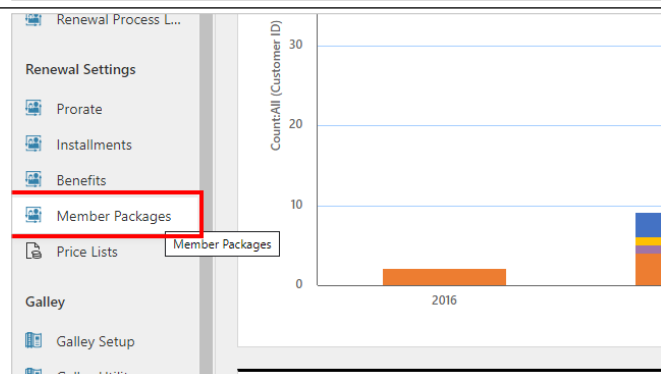 Renewal Process L...
Renewal Settings
Prorate
Installments
Benefits
Member Packages
Member Packages
Price Lists
Galley
Galley Setup
Count:All (Customer ID)
30
20
10
0
2016